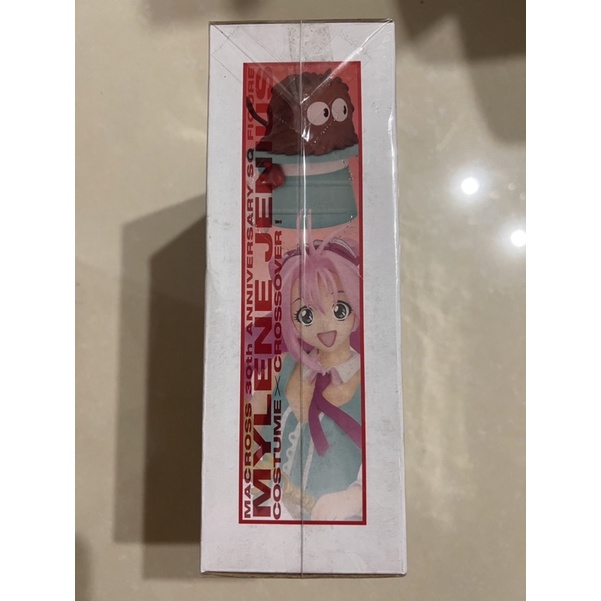 MACROSS 30th ANNIVERSARY SQ FIGURE
MYLENE JENIUS
COSTUME×CROSSOVER!